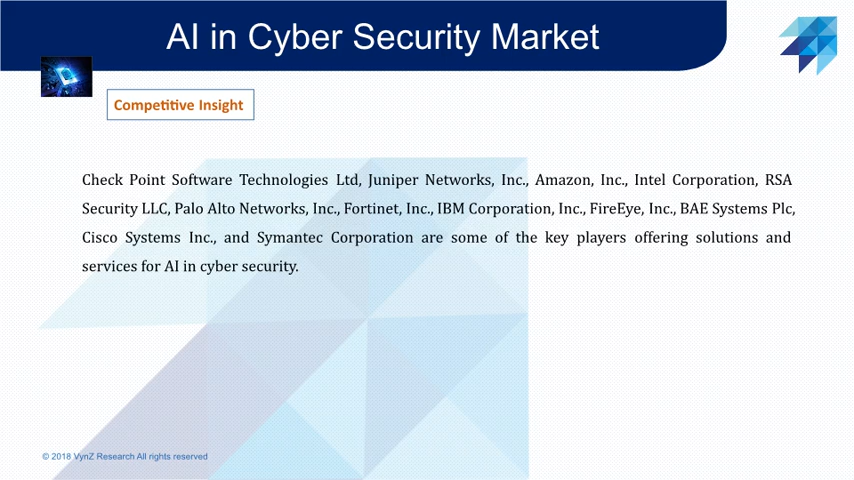 AI in Cyber Security Market
Competitive Insight
Check Point Software Technologies Ltd, Juniper Networks, Inc., Amazon, Inc., Intel Corporation, RSA
Security LLC, Palo Alto Networks, Inc., Fortinet, Inc., IBM Corporation, Inc., FireEye, Inc., BAE Systems Plc,
Cisco Systems Inc., and Symantec Corporation are some of the key players offering solutions and
services for AI in cyber security.
© 2018 VynZ Research All rights reserved